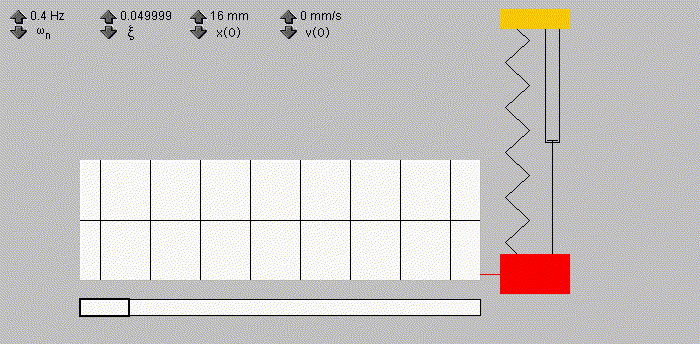 0.4 Hz 0.049999 16 mm 0 mm/s
ωn ξ x(0) v(0)